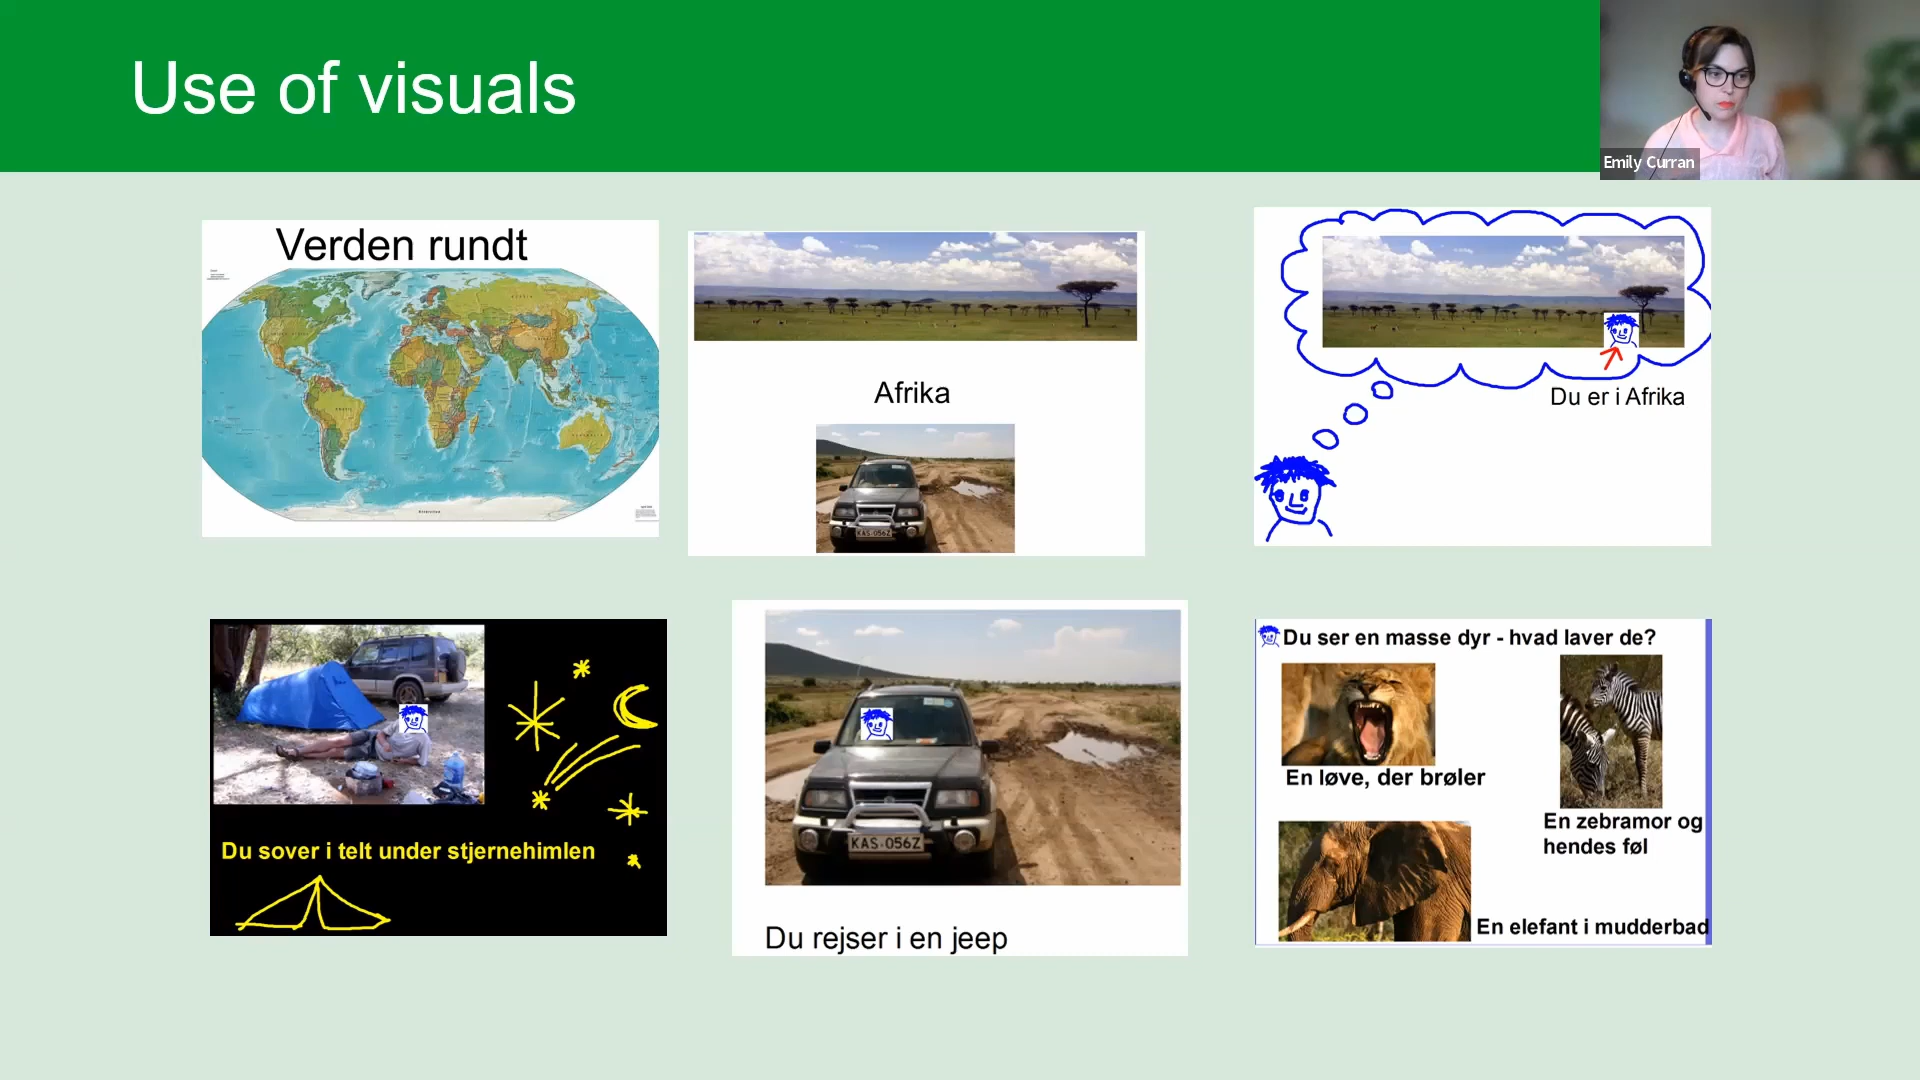 Use of visuals
Emily Curran
Verden rundt
Afrika
KAS 056Z
Du er i Afrika
Du sover i telt under stjernehimlen
KAS 056Z
Du rejser i en jeep
Du ser en masse dyr - hvad laver de?
En løve, der brøler
En zebramor og
hendes føl
En elefant i mudderbad